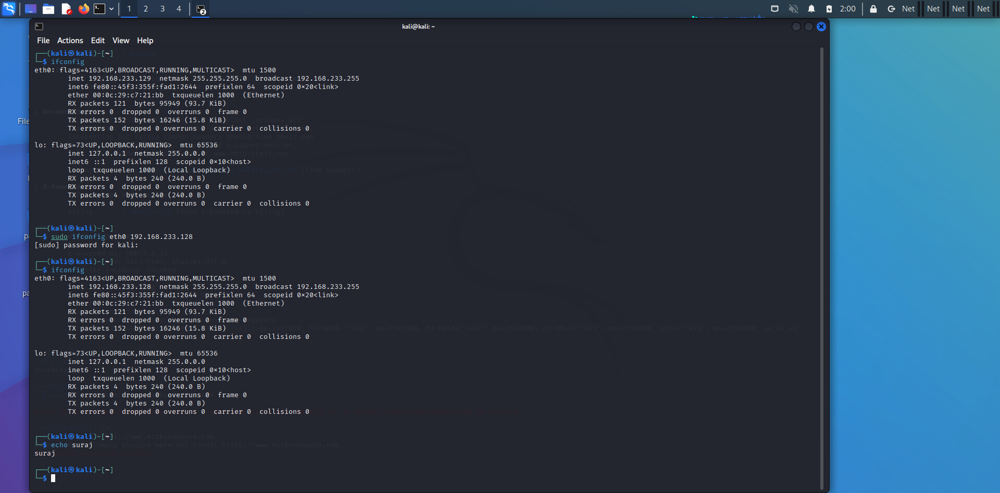 1 2 3 4 2 2:00 Net Net Net Net
kali@kali: ~
File Actions Edit View Help
┌──(kali㉿kali)-[~]
└─$ ifconfig
eth0: flags=4163<UP,BROADCAST,RUNNING,MULTICAST>  mtu 1500
inet 192.168.233.129  netmask 255.255.255.0  broadcast 192.168.233.255
inet6 fe80::45f3:355f:fad1:2644  prefixlen 64  scopeid 0×20<link>
ether 00:0c:29:c7:21:bb  txqueuelen 1000  (Ethernet)
RX packets 121  bytes 95949 (93.7 KiB)
RX errors 0  dropped 0  overruns 0  frame 0
TX packets 152  bytes 16246 (15.8 KiB)
TX errors 0  dropped 0 overruns 0  carrier 0  collisions 0
lo: flags=73<UP,LOOPBACK,RUNNING>  mtu 65536
inet 127.0.0.1  netmask 255.0.0.0
inet6 ::1  prefixlen 128  scopeid 0×10<host>
loop  txqueuelen 1000  (Local Loopback)
RX packets 4  bytes 240 (240.0 B)
RX errors 0  dropped 0  overruns 0  frame 0
TX packets 4  bytes 240 (240.0 B)
TX errors 0  dropped 0 overruns 0  carrier 0  collisions 0
┌──(kali㉿kali)-[~]
└─$ sudo ifconfig eth0 192.168.233.128
[sudo] password for kali:
┌──(kali㉿kali)-[~]
└─$ ifconfig
eth0: flags=4163<UP,BROADCAST,RUNNING,MULTICAST>  mtu 1500
inet 192.168.233.128  netmask 255.255.255.0  broadcast 192.168.233.255
inet6 fe80::45f3:355f:fad1:2644  prefixlen 64  scopeid 0×20<link>
ether 00:0c:29:c7:21:bb  txqueuelen 1000  (Ethernet)
RX packets 121  bytes 95949 (93.7 KiB)
RX errors 0  dropped 0  overruns 0  frame 0
TX packets 152  bytes 16246 (15.8 KiB)
TX errors 0  dropped 0 overruns 0  carrier 0  collisions 0
lo: flags=73<UP,LOOPBACK,RUNNING>  mtu 65536
inet 127.0.0.1  netmask 255.0.0.0
inet6 ::1  prefixlen 128  scopeid 0×10<host>
loop  txqueuelen 1000  (Local Loopback)
RX packets 4  bytes 240 (240.0 B)
RX errors 0  dropped 0  overruns 0  frame 0
TX packets 4  bytes 240 (240.0 B)
TX errors 0  dropped 0 overruns 0  carrier 0  collisions 0
┌──(kali㉿kali)-[~]
└─$ echo suraj
suraj
┌──(kali㉿kali)-[~]
└─$